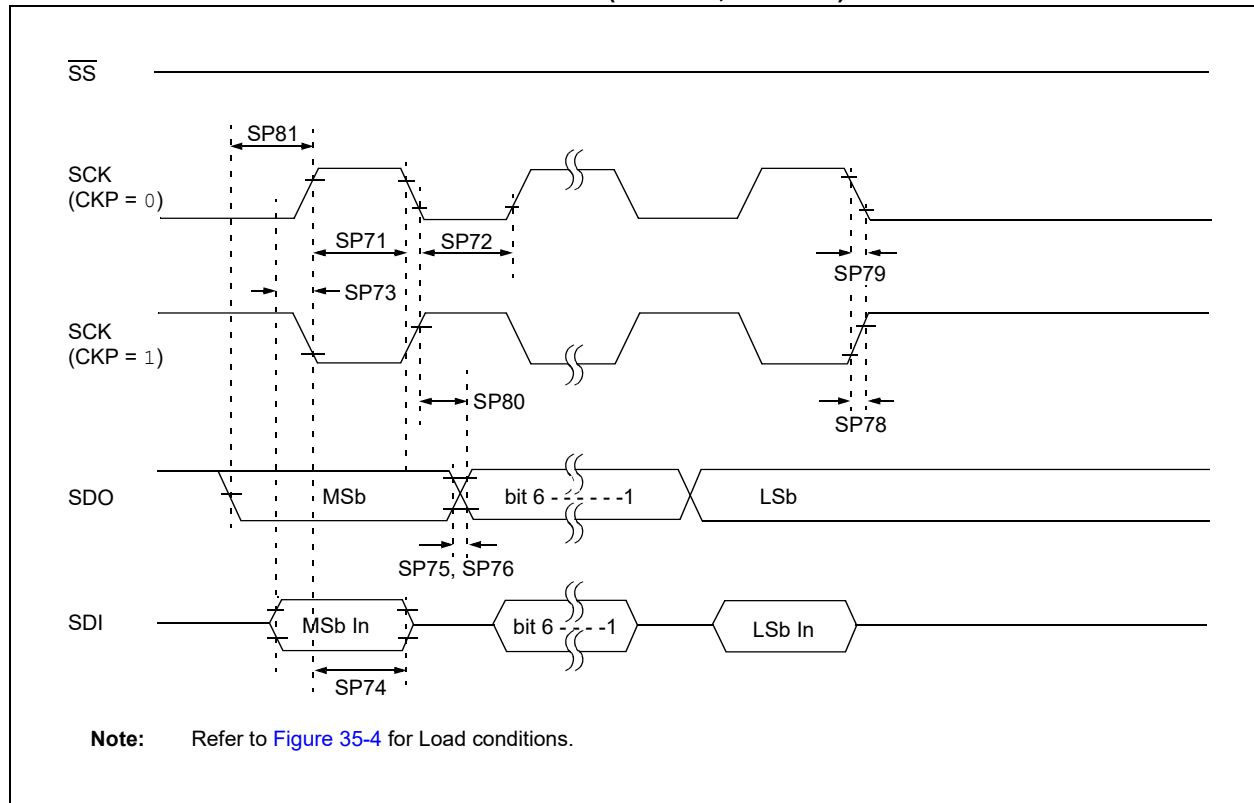 SS
SP81
SCK
(CKP = 0)
SP71
SP72
SP79
SP73
SCK
(CKP = 1)
SP80
SP78
SDO
MSb
bit 6 - - - - - - -1
LSb
SP75, SP76
SDI
MSb In
bit 6 - - - - -1
LSb In
SP74
Note: Refer to Figure 35-4 for Load conditions.